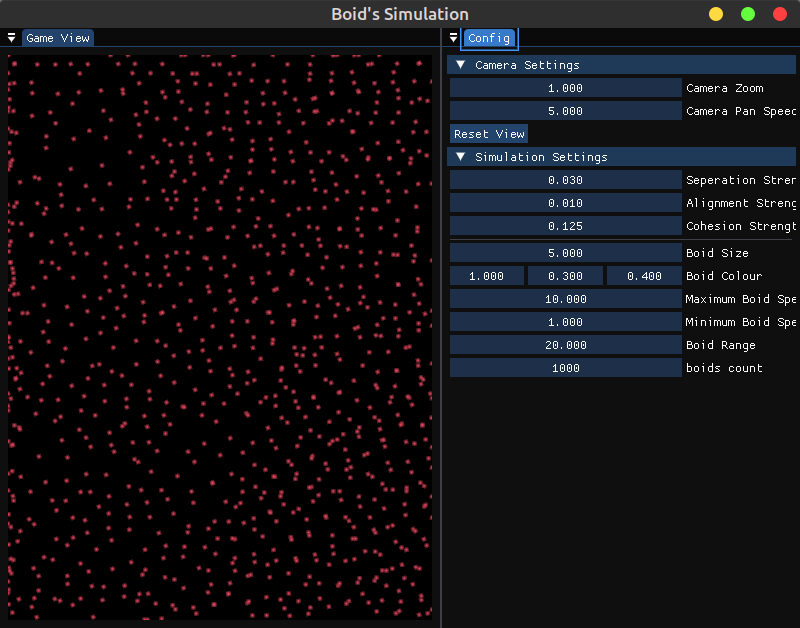 Boid's Simulation
Game View
Config
Camera Settings
1.000 Camera Zoom
5.000 Camera Pan Speed
Reset View
Simulation Settings
0.030 Seperation Stren
0.010 Alignment Streng
0.125 Cohesion Strengt
5.000 Boid Size
1.000 0.300 0.400 Boid Colour
10.000 Maximum Boid Spe
1.000 Minimum Boid Spe
20.000 Boid Range
1000 boids count